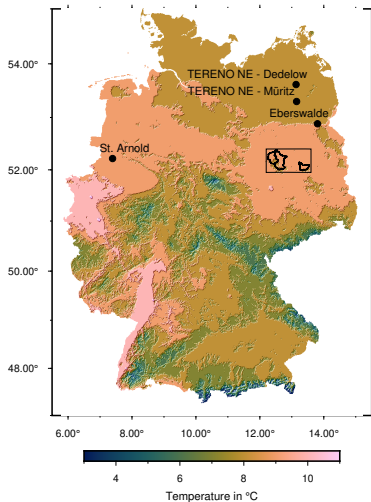 54.00°
52.00°
50.00°
48.00°
TERENO NE - Dedelow
TERENO NE - Müritz
Eberswalde
St. Arnold
6.00° 8.00° 10.00° 12.00° 14.00°
4 6 8 10
Temperature in °C